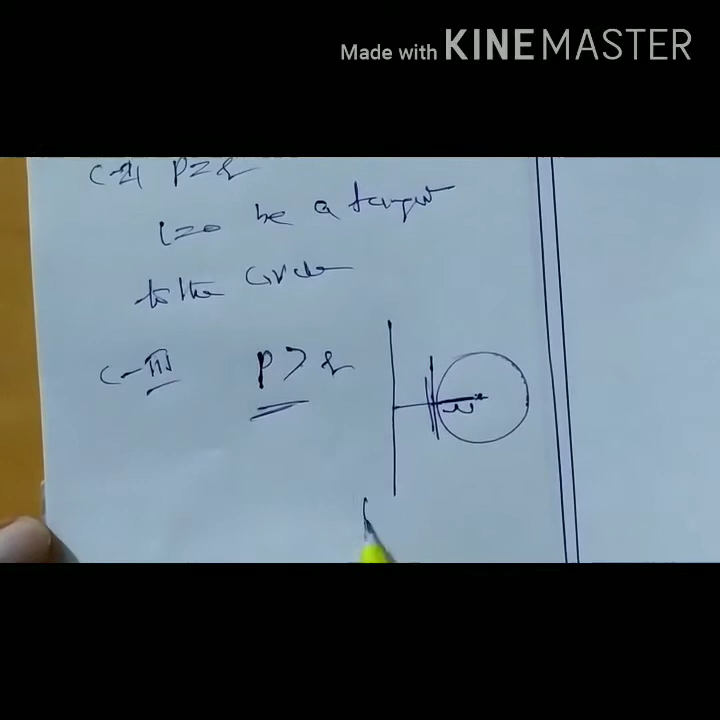 Made with KINEMASTER
C-II P=r
l=0 be a tangent
to the circle
C-III P>r
r